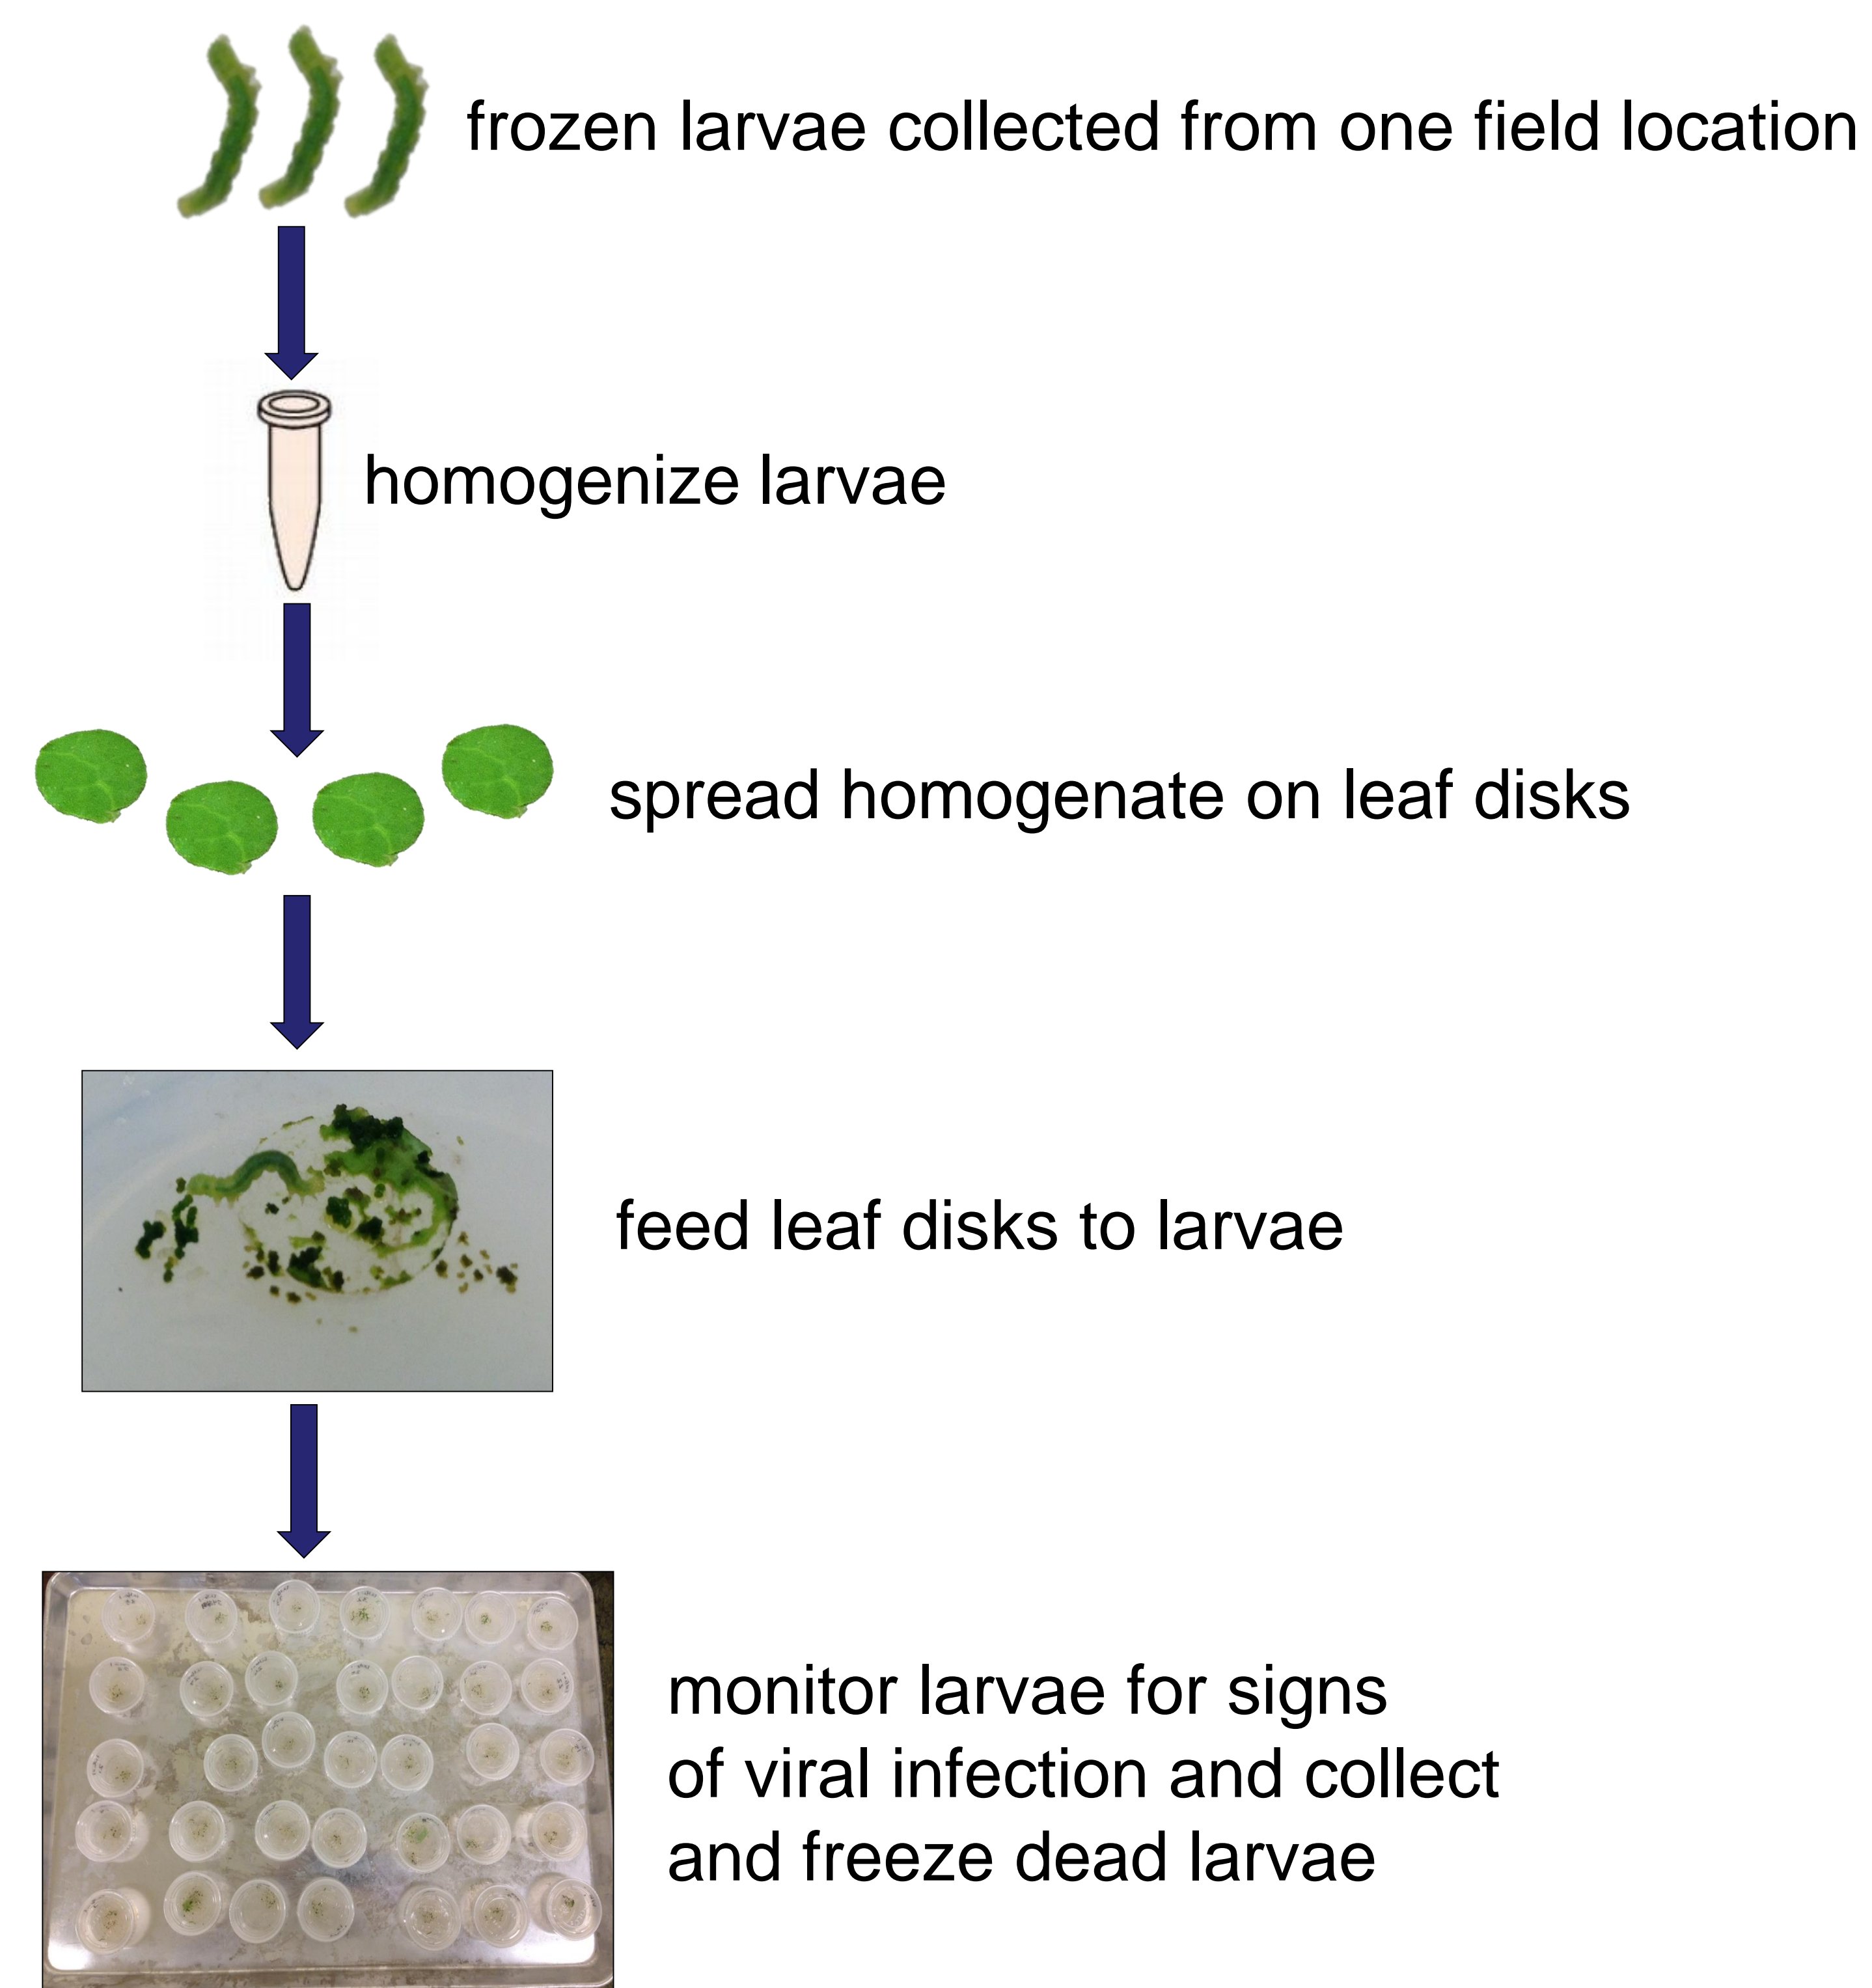 frozen larvae collected from one field location
homogenize larvae
spread homogenate on leaf disks
feed leaf disks to larvae
monitor larvae for signs
of viral infection and collect
and freeze dead larvae